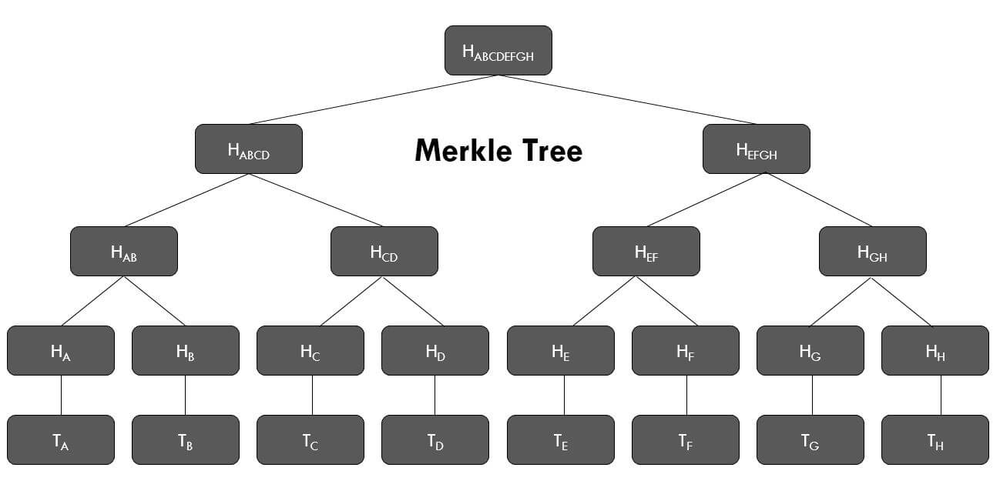 HABCDEFGH
HABCD
Merkle Tree
HEFGH
HAB
HCD
HEF
HGH
HA
HB
HC
HD
HE
HF
HG
HH
TA
TB
TC
TD
TE
TF
TG
TH